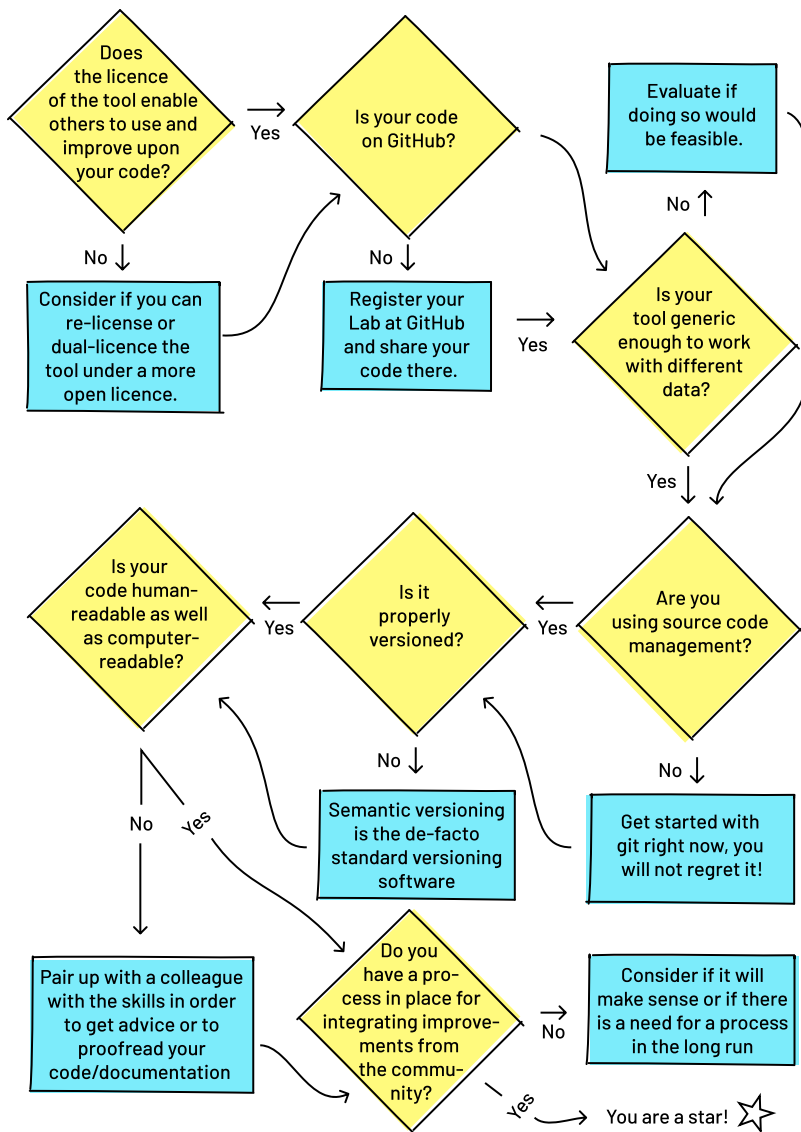 Does
the licence
of the tool enable
others to use and
improve upon
your code?
Yes
No
Consider if you can
re-license or
dual-licence the
tool under a more
open licence.
Is your code
on GitHub?
No
Register your
Lab at GitHub
and share your
code there.
Yes
Is your
tool generic
enough to work
with different
data?
No
Evaluate if
doing so would
be feasible.
Yes
Are you
using source code
management?
No
Get started with
git right now, you
will not regret it!
Yes
Is it
properly
versioned?
No
Semantic versioning
is the de-facto
standard versioning
software
Yes
Is your
code human-
readable as well
as computer-
readable?
No
Yes
Pair up with a colleague
with the skills in order
to get advice or to
proofread your
code/documentation
Do you
have a pro-
cess in place for
integrating improve-
ments from
the commu-
nity?
No
Consider if it will
make sense or if there
is a need for a process
in the long run
Yes
You are a star!